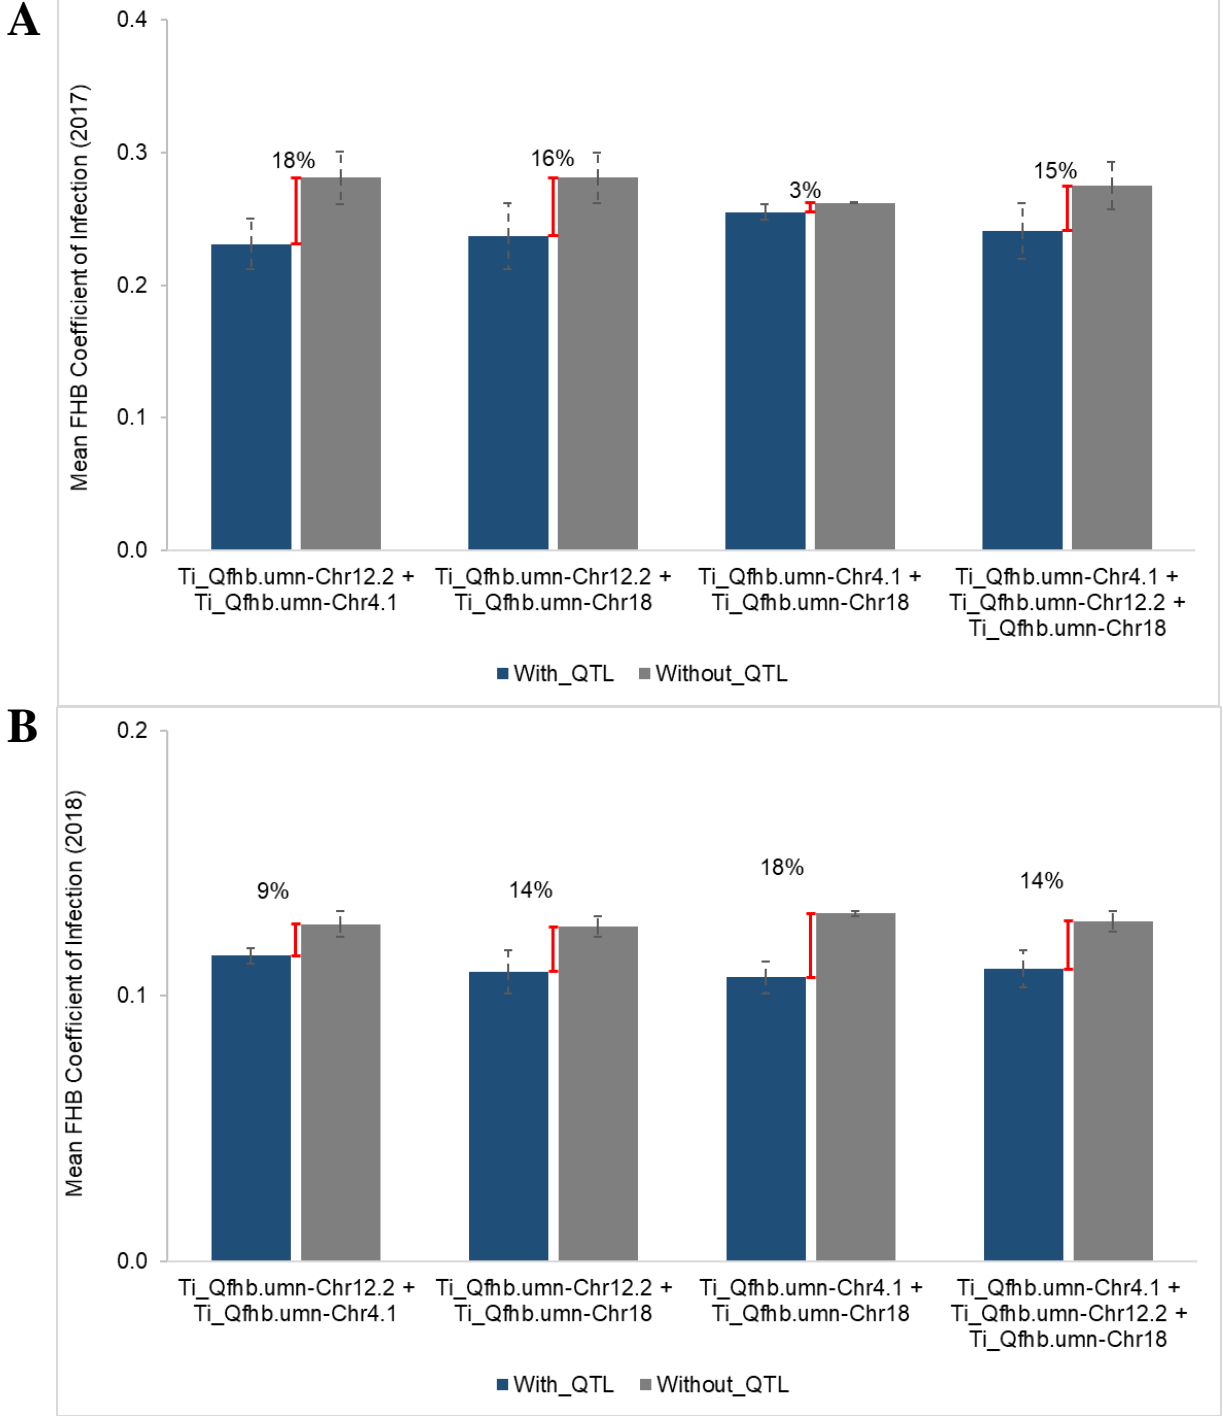 A
0.4
0.3
0.2
0.1
0.0
Mean FHB Coefficient of Infection (2017)
18%
16%
3%
15%
Ti_Qfhb.umn-Chr12.2 +
Ti_Qfhb.umn-Chr4.1
Ti_Qfhb.umn-Chr12.2 +
Ti_Qfhb.umn-Chr18
Ti_Qfhb.umn-Chr4.1 +
Ti_Qfhb.umn-Chr18
Ti_Qfhb.umn-Chr4.1 +
Ti_Qfhb.umn-Chr12.2 +
Ti_Qfhb.umn-Chr18
With_QTL
Without_QTL
B
0.2
0.1
0.0
Mean FHB Coefficient of Infection (2018)
9%
14%
18%
14%
Ti_Qfhb.umn-Chr12.2 +
Ti_Qfhb.umn-Chr4.1
Ti_Qfhb.umn-Chr12.2 +
Ti_Qfhb.umn-Chr18
Ti_Qfhb.umn-Chr4.1 +
Ti_Qfhb.umn-Chr18
Ti_Qfhb.umn-Chr4.1 +
Ti_Qfhb.umn-Chr12.2 +
Ti_Qfhb.umn-Chr18
With_QTL
Without_QTL